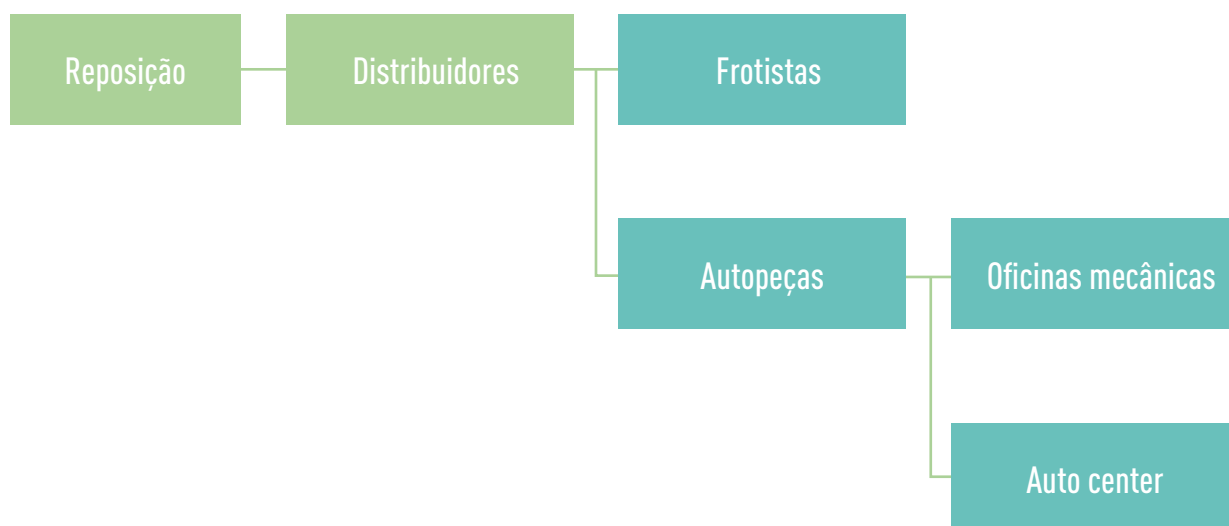 Reposição
Distribuidores
Frotistas
Autopeças
Oficinas mecânicas
Auto center